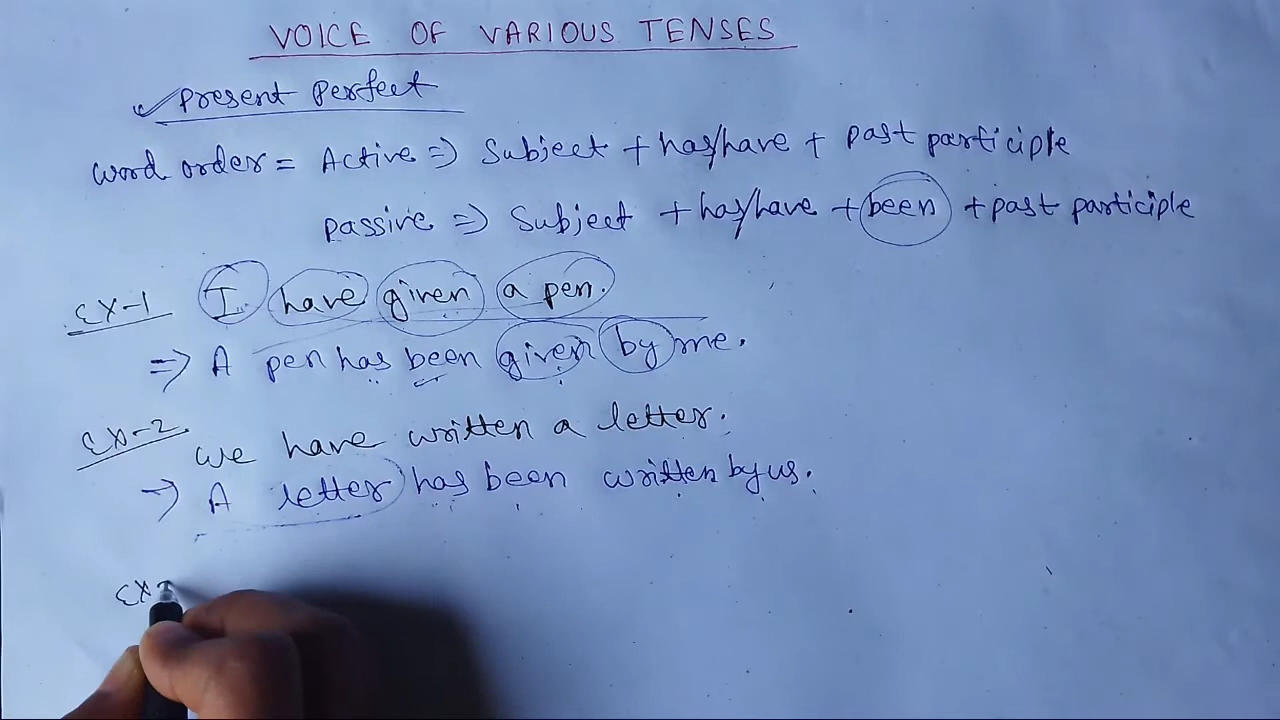 VOICE OF VARIOUS TENSES
Present Perfect
word order = Active => Subject + has/have + past participle
passive => Subject + has/have + been + past participle
EX-1 I have given a pen.
=> A pen has been given by me.
EX-2 we have written a letter.
→ A letter has been written by us.
EX